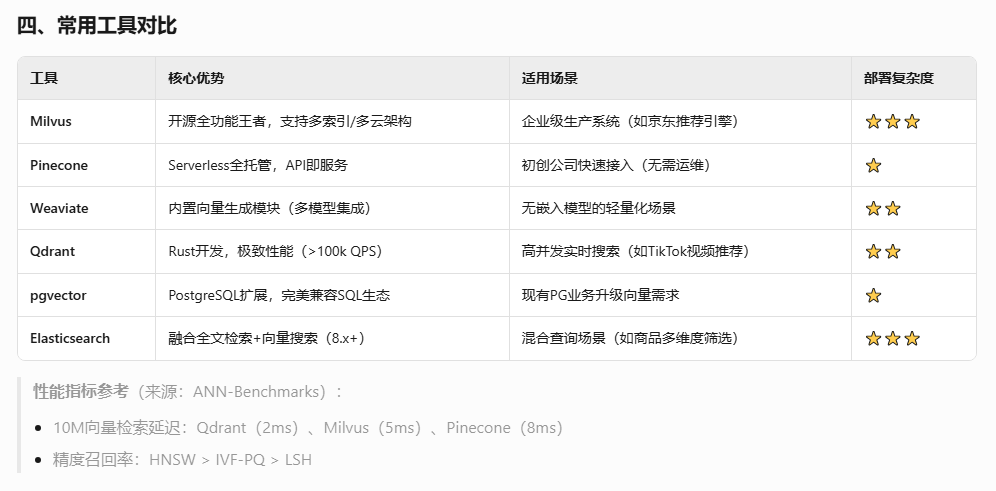 四、常用工具对比
工具 核心优势 适用场景 部署复杂度
Milvus 开源全功能王者，支持多索引/多云架构 企业级生产系统（如京东推荐引擎） ⭐⭐⭐
Pinecone Serverless全托管，API即服务 初创公司快速接入（无需运维） ⭐
Weaviate 内置向量生成模块（多模型集成） 无嵌入模型的轻量化场景 ⭐⭐
Qdrant Rust开发，极致性能（>100k QPS） 高并发实时搜索（如TikTok视频推荐） ⭐⭐
pgvector PostgreSQL扩展，完美兼容SQL生态 现有PG业务升级向量需求 ⭐
Elasticsearch 融合全文检索+向量搜索（8.x+） 混合查询场景（如商品多维度筛选） ⭐⭐⭐
性能指标参考（来源：ANN-Benchmarks）：
• 10M向量检索延迟：Qdrant（2ms）、Milvus（5ms）、Pinecone（8ms）
• 精度召回率：HNSW > IVF-PQ > LSH